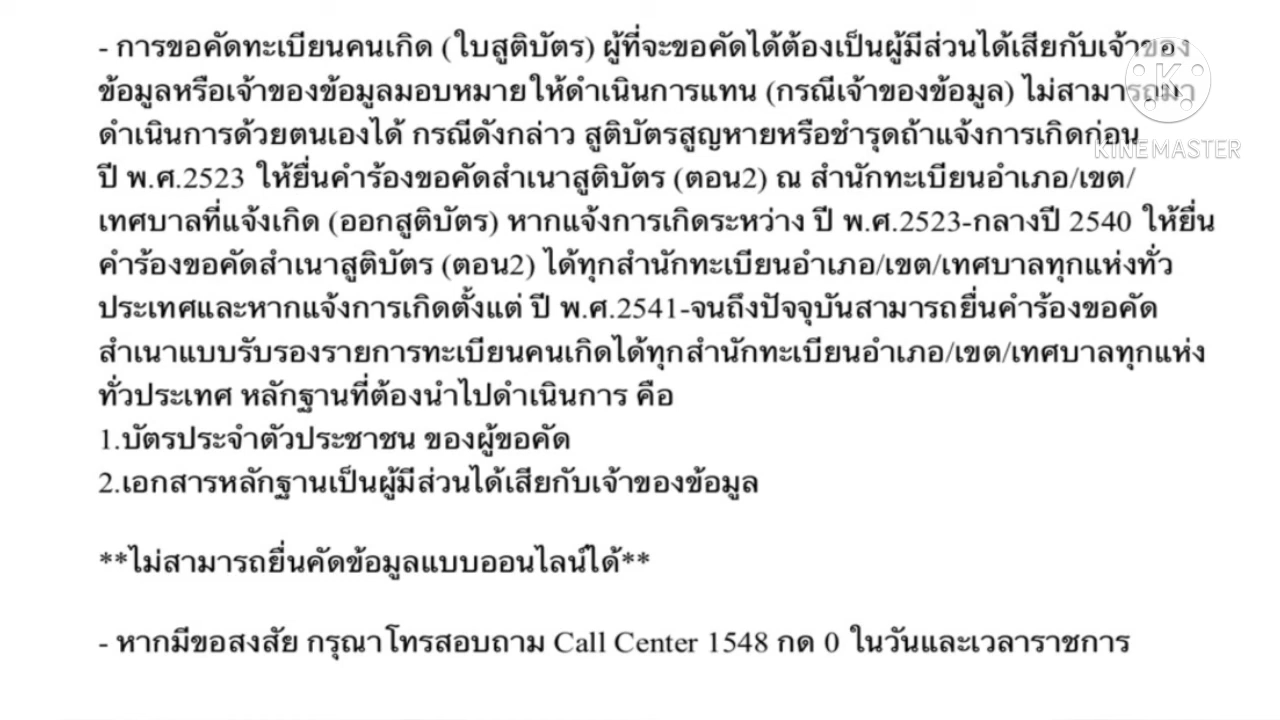 - การขอคัดทะเบียนคนเกิด (ใบสูติบัตร) ผู้ที่จะขอคัดได้ต้องเป็นผู้มีส่วนได้เสียกับเจ้าของ
ข้อมูลหรือเจ้าของข้อมูลมอบหมายให้ดำเนินการแทน (กรณีเจ้าของข้อมูล) ไม่สามารถมา
ดำเนินการด้วยตนเองได้ กรณีดังกล่าว สูติบัตรสูญหายหรือชำรุดถ้าแจ้งการเกิดก่อน
ปี พ.ศ.2523 ให้ยื่นคำร้องขอคัดสำเนาสูติบัตร (ตอน2) ณ สำนักทะเบียนอำเภอ/เขต/
เทศบาลที่แจ้งเกิด (ออกสูติบัตร) หากแจ้งการเกิดระหว่าง ปี พ.ศ.2523-กลางปี 2540 ให้ยื่น
คำร้องขอคัดสำเนาสูติบัตร (ตอน2) ได้ทุกสำนักทะเบียนอำเภอ/เขต/เทศบาลทุกแห่งทั่ว
ประเทศและหากแจ้งการเกิดตั้งแต่ ปี พ.ศ.2541-จนถึงปัจจุบันสามารถยื่นคำร้องขอคัด
สำเนาแบบรับรองรายการทะเบียนคนเกิดได้ทุกสำนักทะเบียนอำเภอ/เขต/เทศบาลทุกแห่ง
ทั่วประเทศ หลักฐานที่ต้องนำไปดำเนินการ คือ
1.บัตรประจำตัวประชาชน ของผู้ขอคัด
2.เอกสารหลักฐานเป็นผู้มีส่วนได้เสียกับเจ้าของข้อมูล
**ไม่สามารถยื่นคัดข้อมูลแบบออนไลน์ได้**
- หากมีขอสงสัย กรุณาโทรสอบถาม Call Center 1548 กด 0 ในวันและเวลาราชการ
K
KINEMASTER